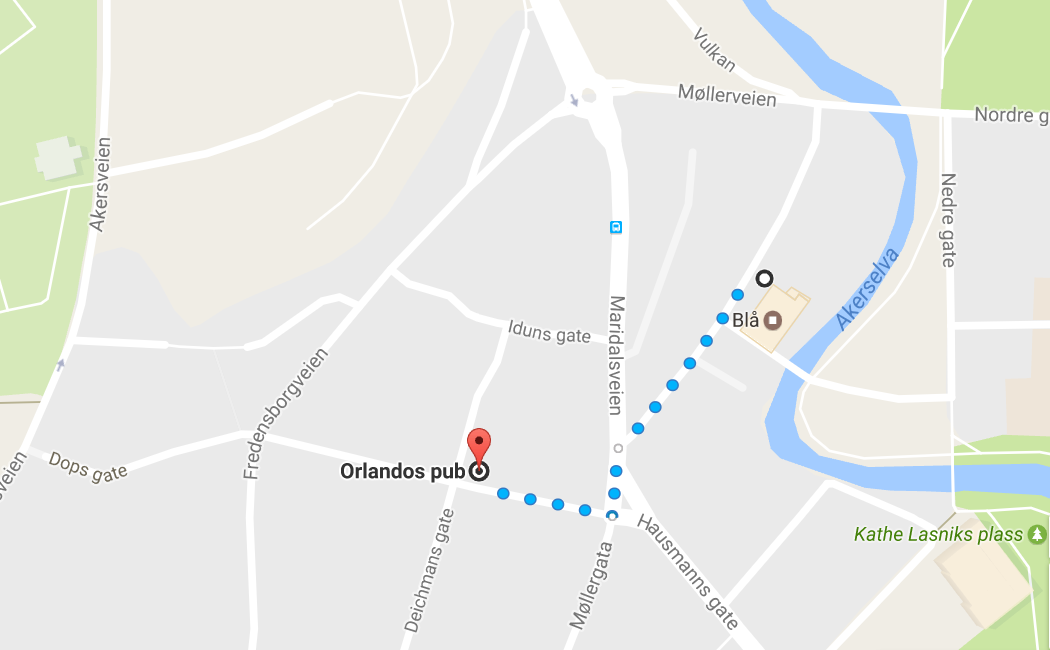 Vulkan
Møllerveien
Nordre g
Akersveien
Nedre gate
Akerselva
Maridalsveien
Iduns gate
Blå
Fredensborgveien
Dops gate
sveien
Orlandos pub
Deichmans gate
Møllergata
Hausmanns gate
Kathe Lasniks plass